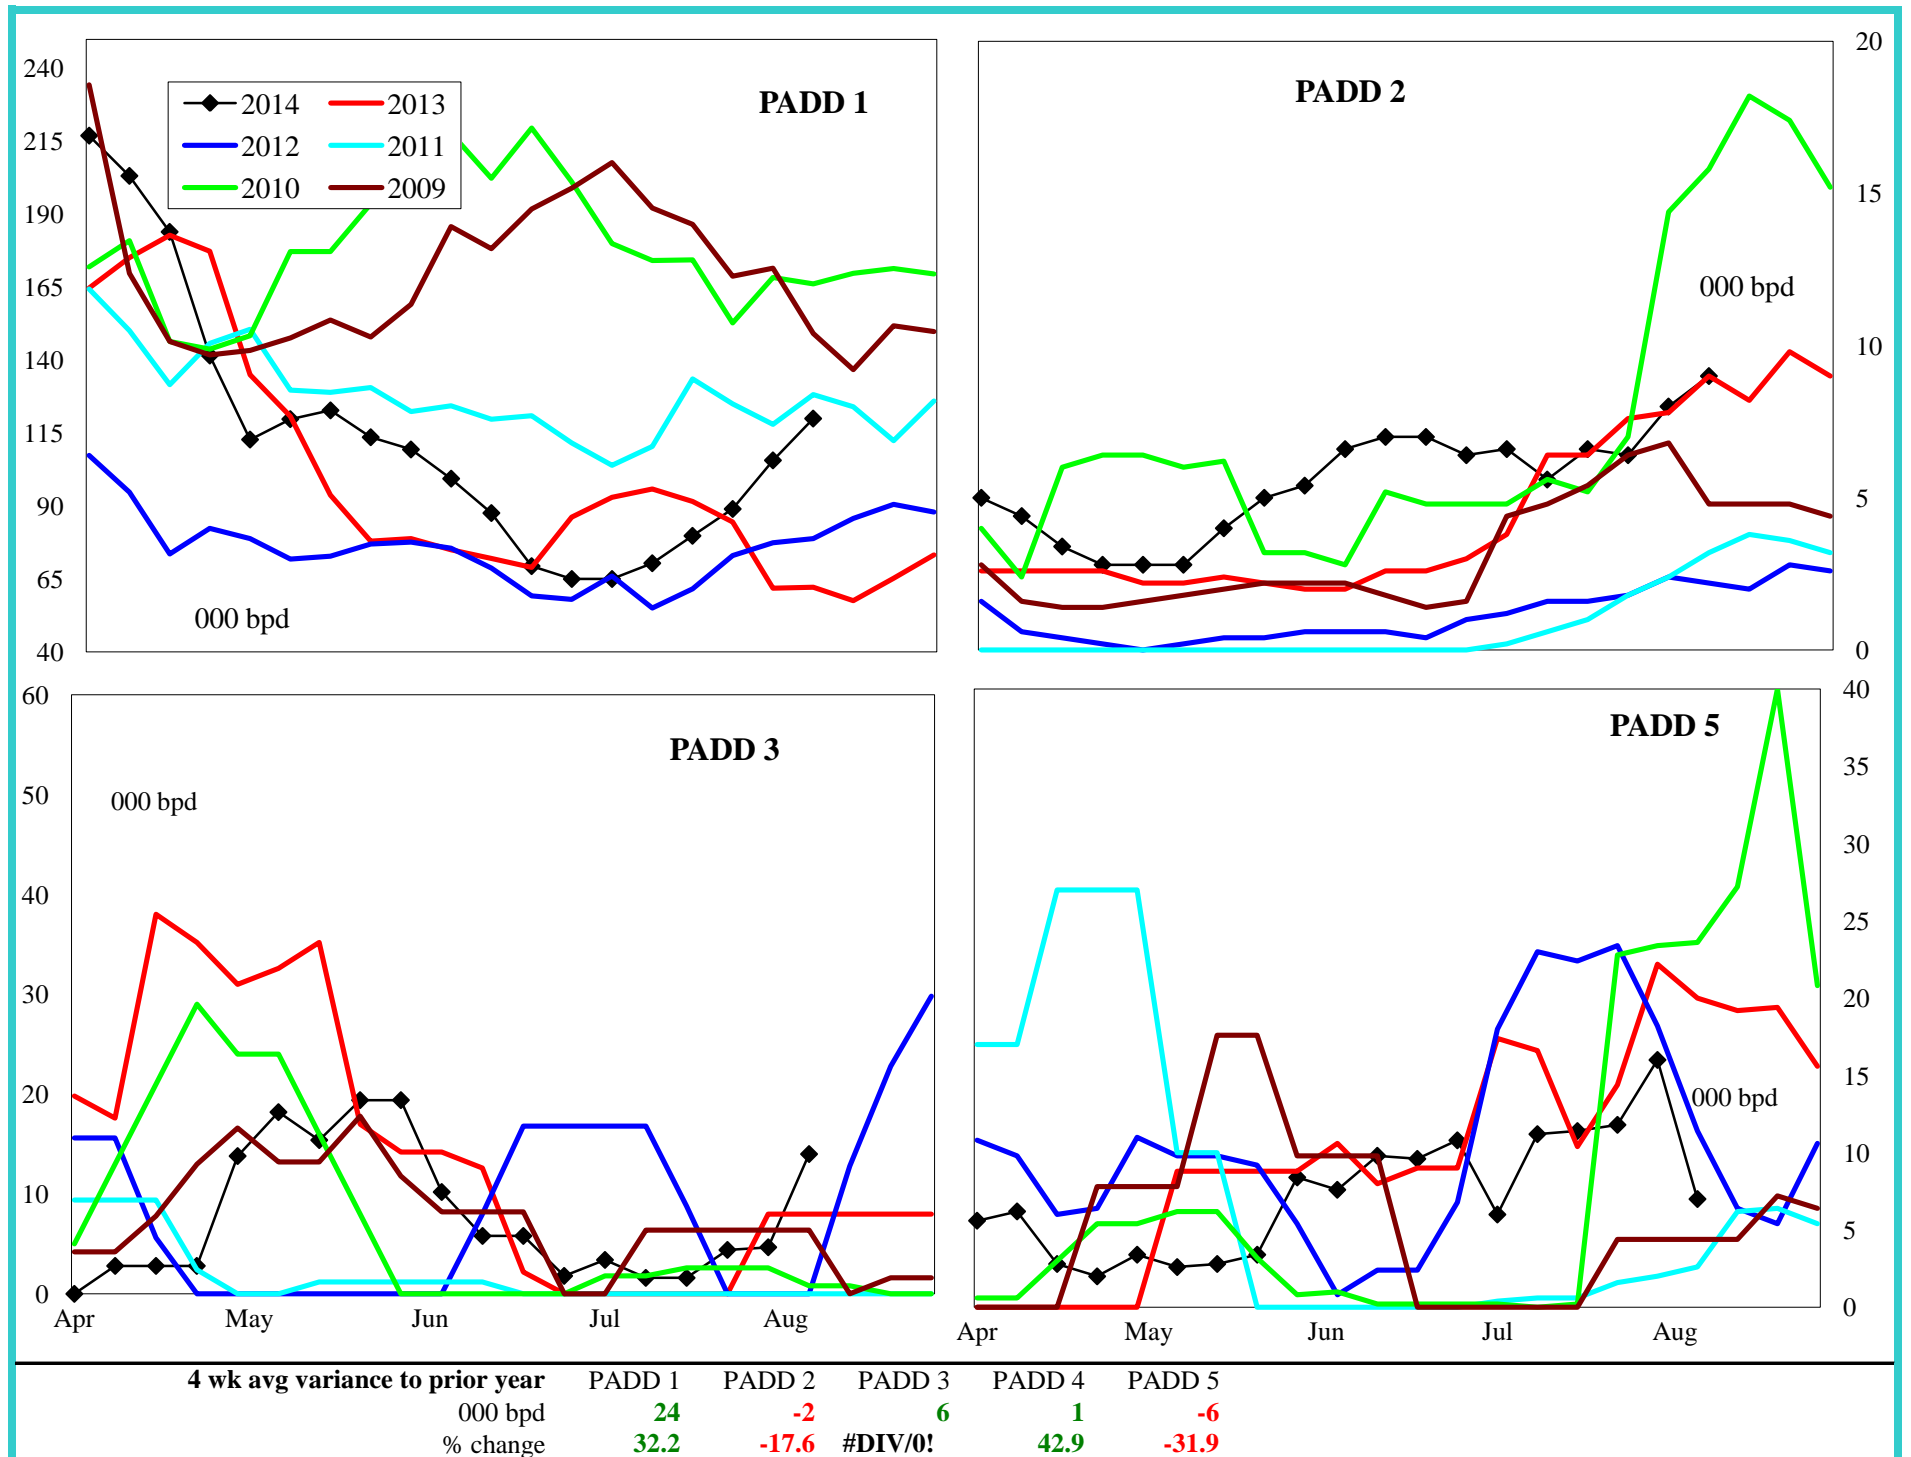 240
215
190
165
140
115
90
65
40
2014 2013
2012 2011
2010 2009
PADD 1
000 bpd
PADD 2
000 bpd
20
15
10
5
0
60
50
40
30
20
10
0
PADD 3
000 bpd
Apr May Jun Jul Aug
PADD 5
000 bpd
40
35
30
25
20
15
10
5
0
Apr May Jun Jul Aug
4 wk avg variance to prior year PADD 1 PADD 2 PADD 3 PADD 4 PADD 5
000 bpd 24 -2 6 1 -6
% change 32.2 -17.6 #DIV/0! 42.9 -31.9